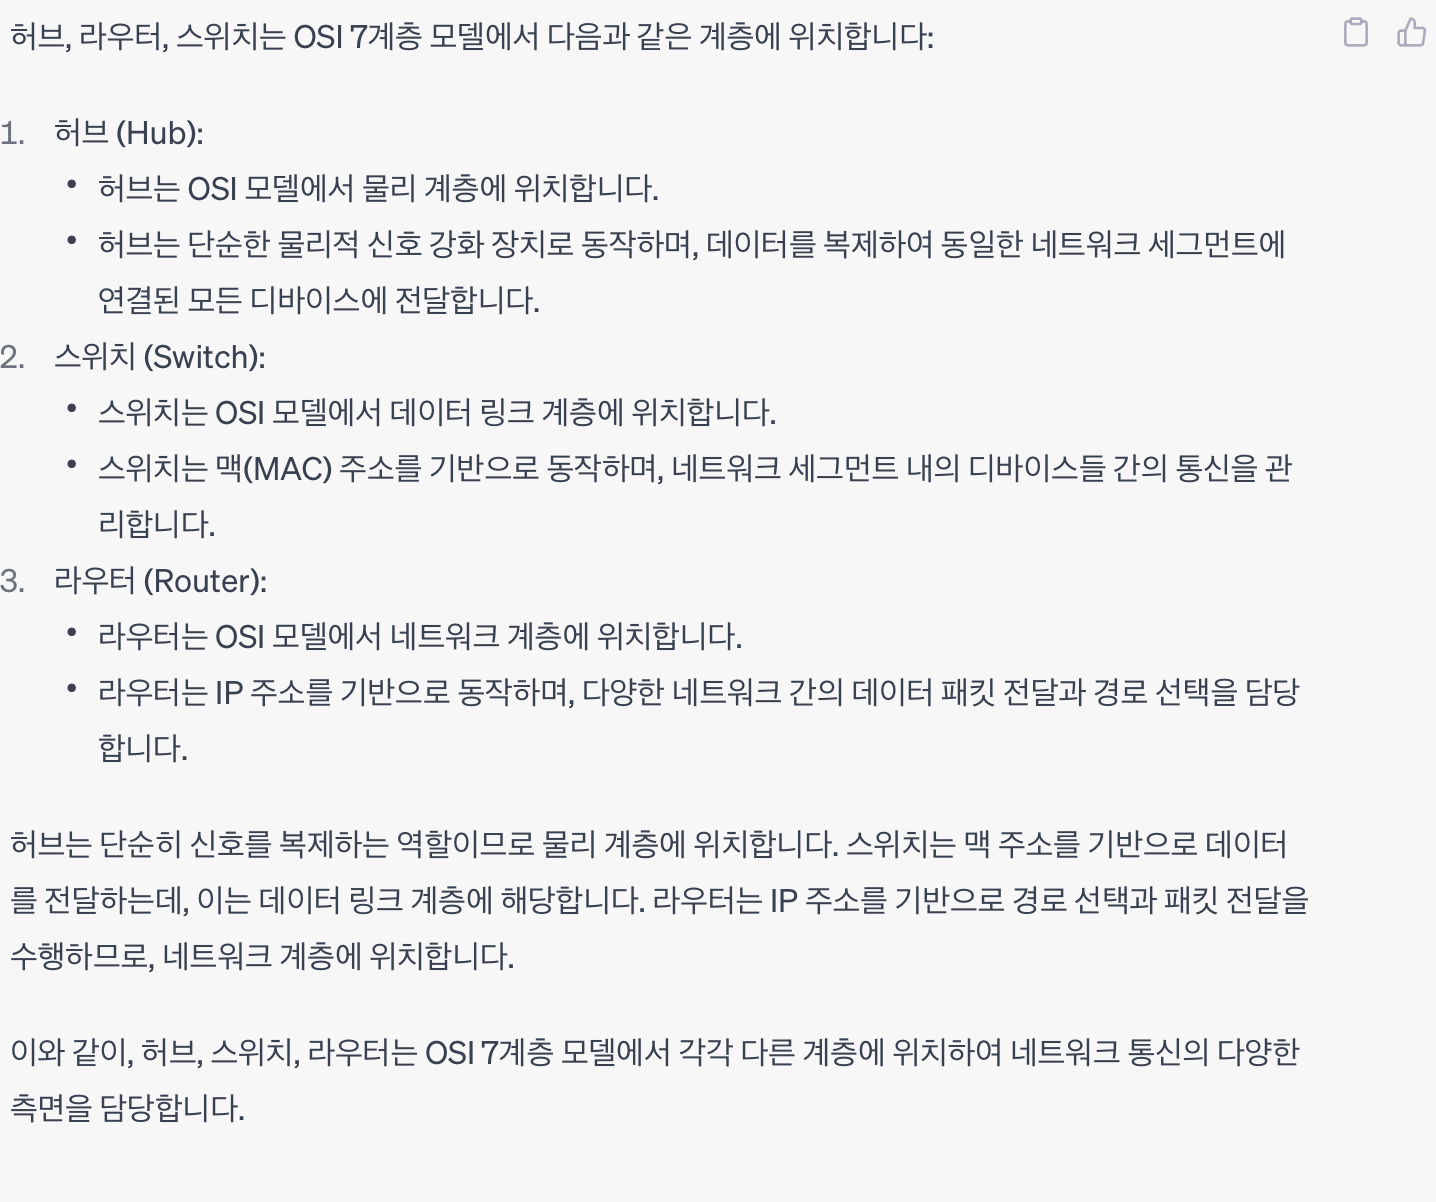 허브, 라우터, 스위치는 OSI 7계층 모델에서 다음과 같은 계층에 위치합니다:
1. 허브 (Hub):
• 허브는 OSI 모델에서 물리 계층에 위치합니다.
• 허브는 단순한 물리적 신호 강화 장치로 동작하며, 데이터를 복제하여 동일한 네트워크 세그먼트에
연결된 모든 디바이스에 전달합니다.
2. 스위치 (Switch):
• 스위치는 OSI 모델에서 데이터 링크 계층에 위치합니다.
• 스위치는 맥(MAC) 주소를 기반으로 동작하며, 네트워크 세그먼트 내의 디바이스들 간의 통신을 관
리합니다.
3. 라우터 (Router):
• 라우터는 OSI 모델에서 네트워크 계층에 위치합니다.
• 라우터는 IP 주소를 기반으로 동작하며, 다양한 네트워크 간의 데이터 패킷 전달과 경로 선택을 담당
합니다.
허브는 단순히 신호를 복제하는 역할이므로 물리 계층에 위치합니다. 스위치는 맥 주소를 기반으로 데이터
를 전달하는데, 이는 데이터 링크 계층에 해당합니다. 라우터는 IP 주소를 기반으로 경로 선택과 패킷 전달을
수행하므로, 네트워크 계층에 위치합니다.
이와 같이, 허브, 스위치, 라우터는 OSI 7계층 모델에서 각각 다른 계층에 위치하여 네트워크 통신의 다양한
측면을 담당합니다.